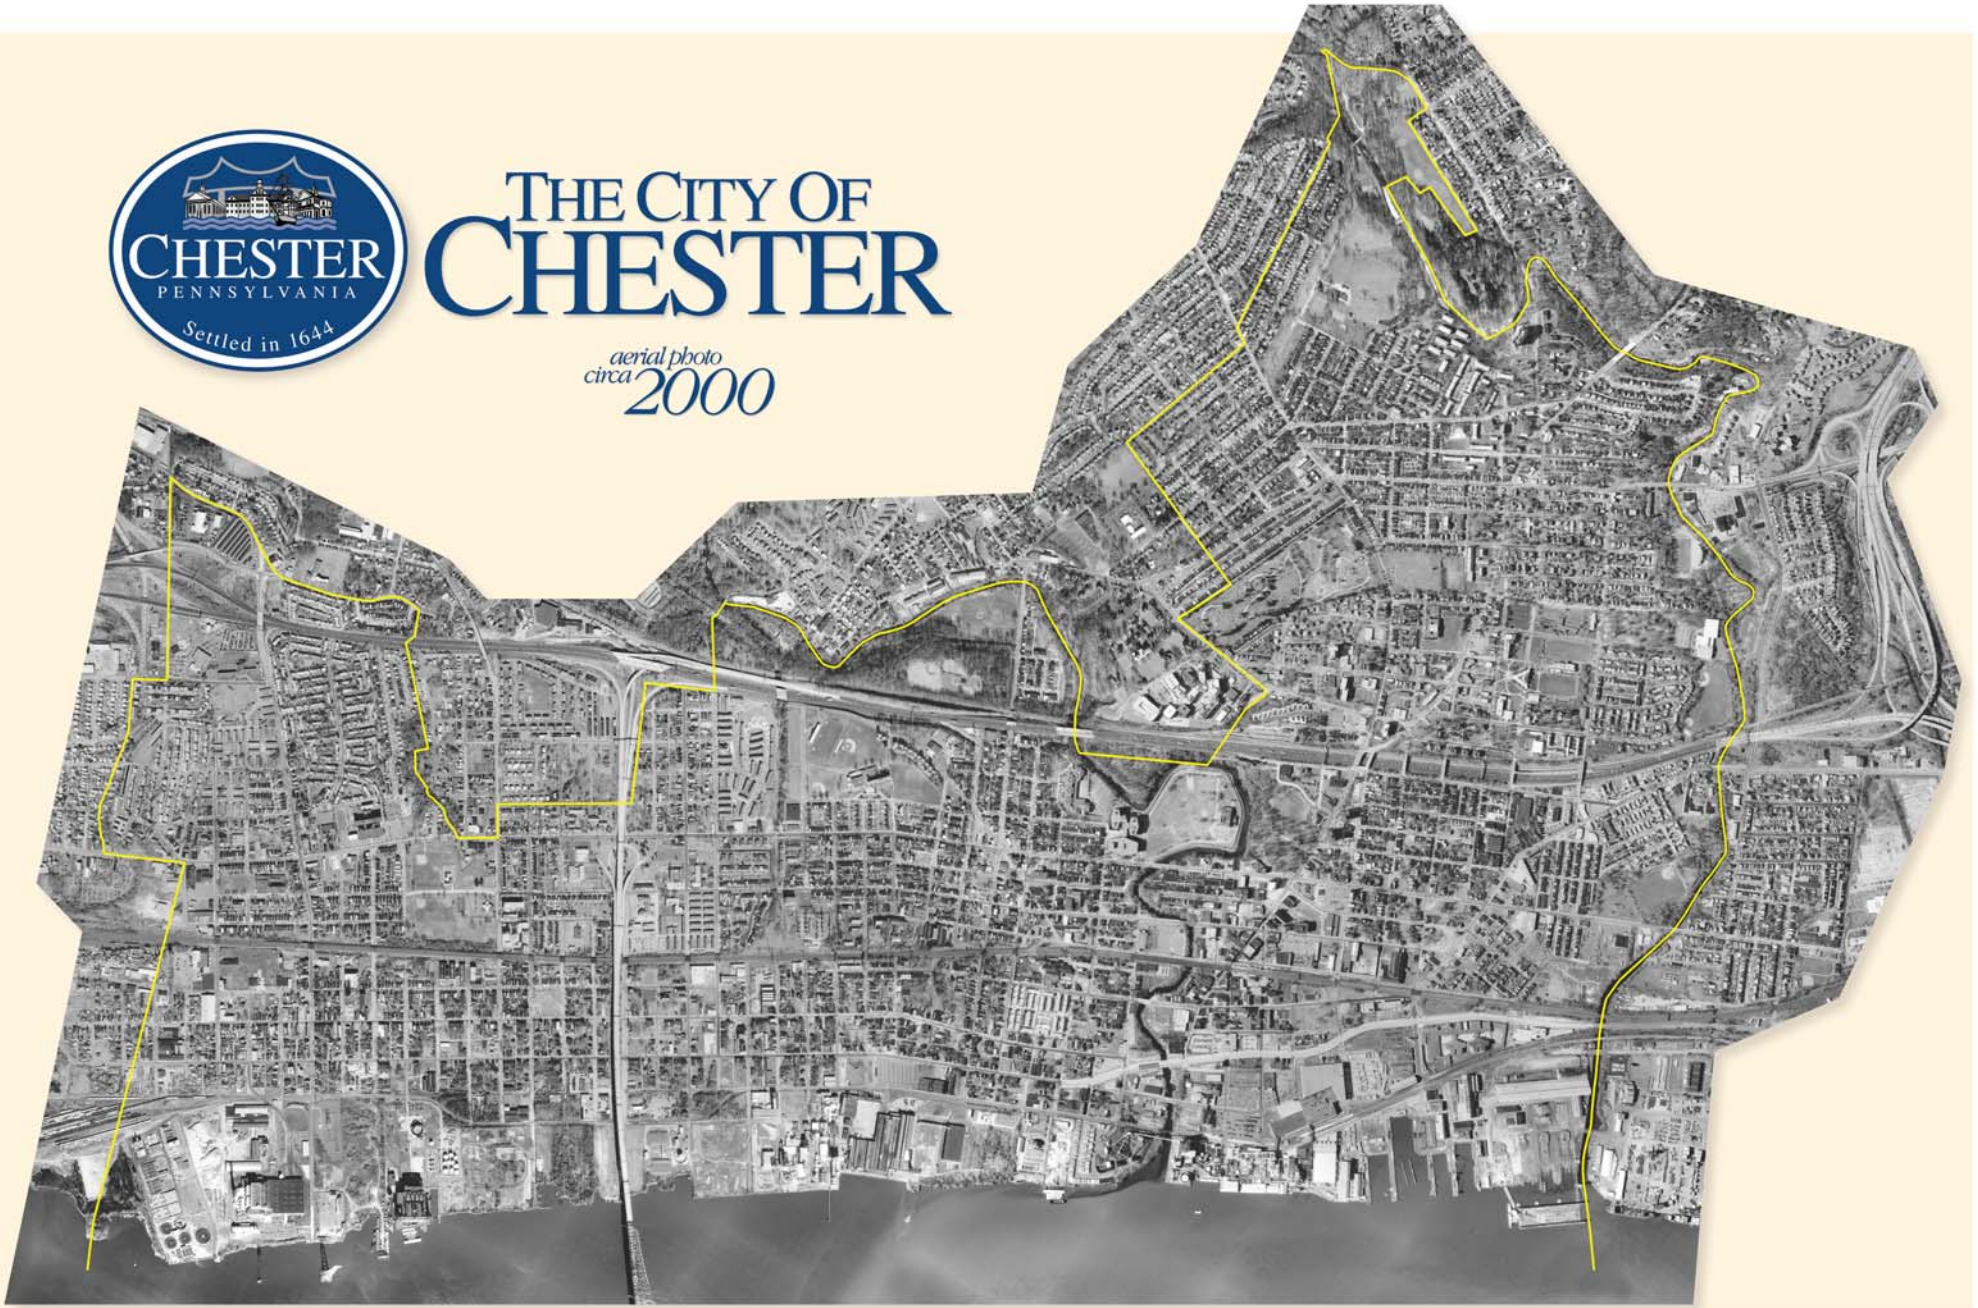 CHESTER
PENNSYLVANIA
Settled in 1644
THE CITY OF
CHESTER
aerial photo
circa 2000